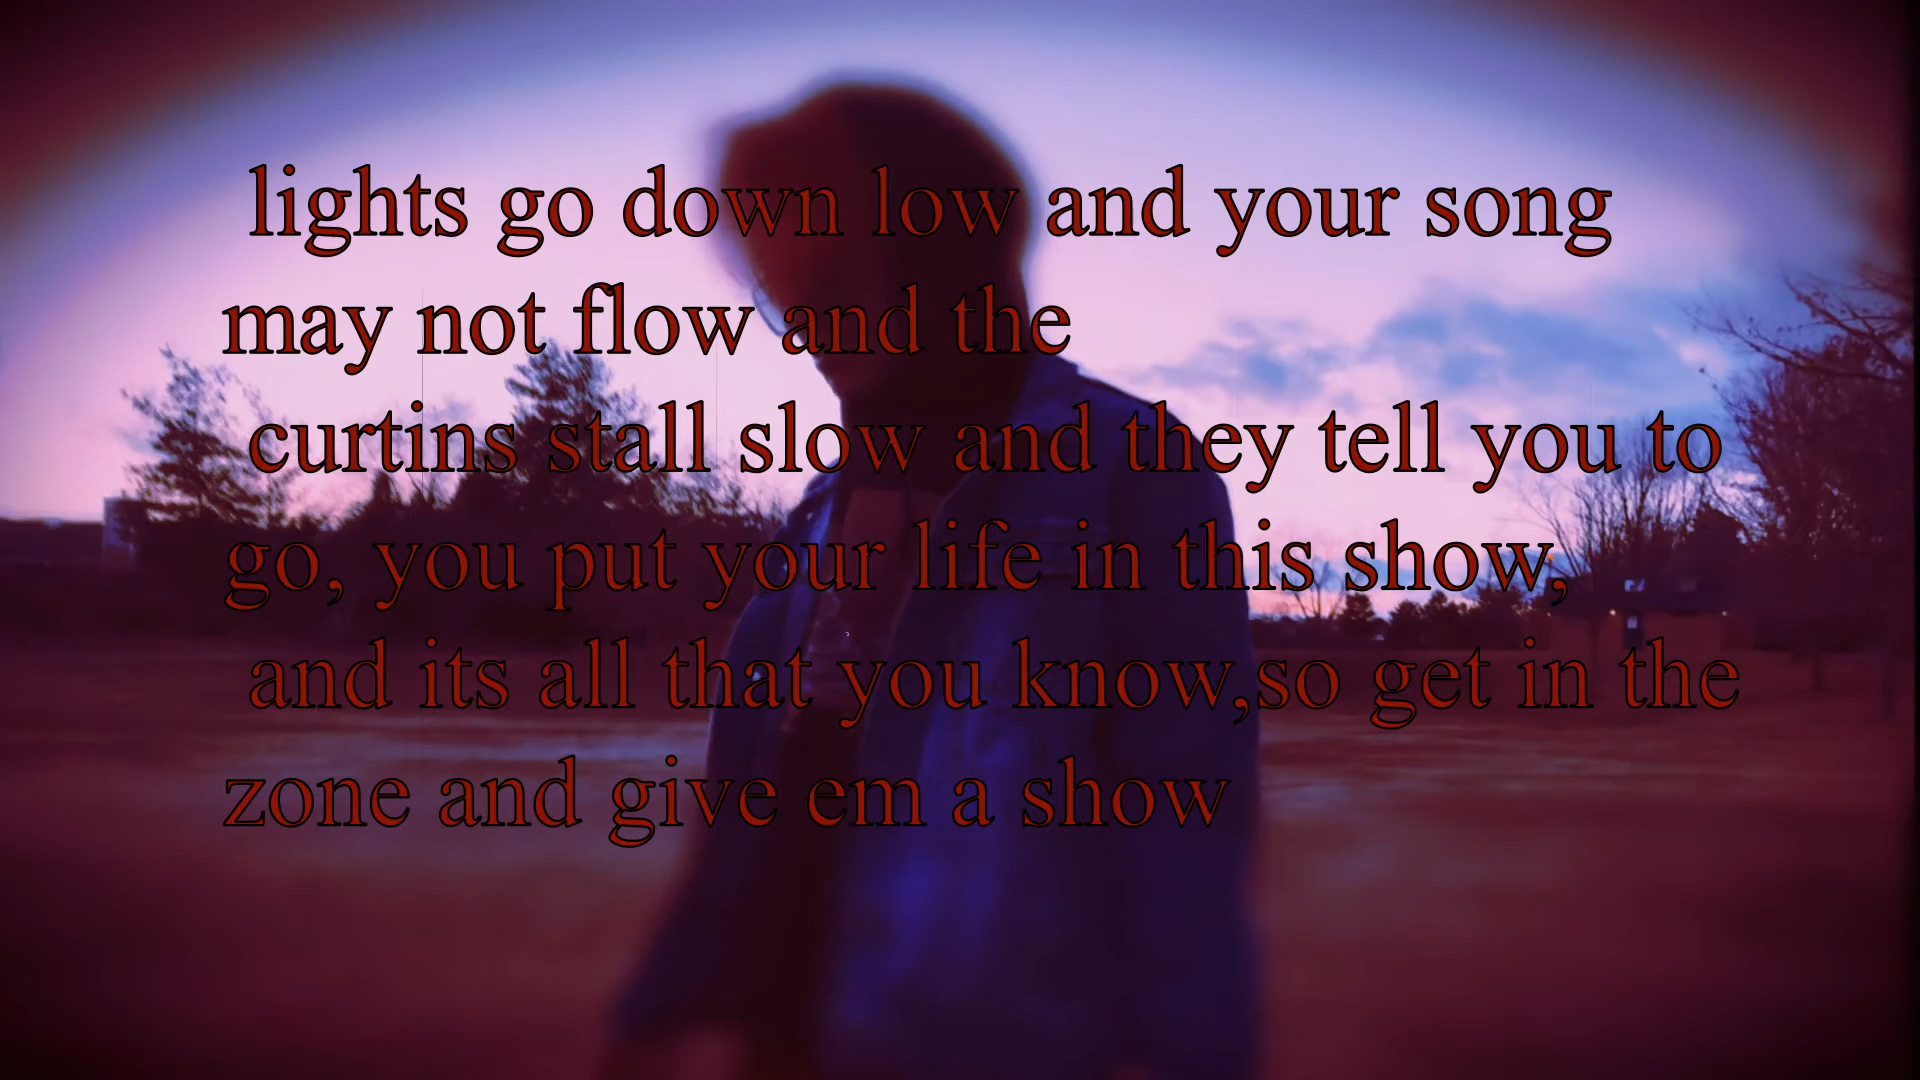 lights go down low and your song
may not flow and the
curtins stall slow and they tell you to
go, you put your life in this show,
and its all that you know,so get in the
zone and give em a show